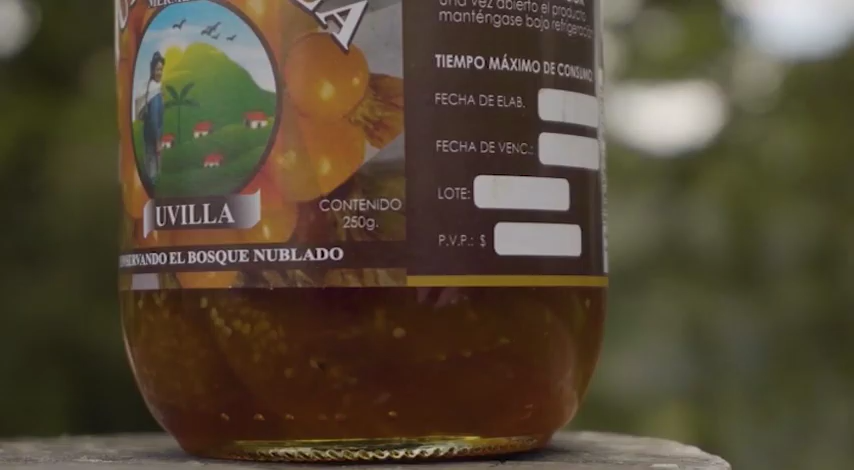 UVILLA
CONTENIDO
250g.
BOSQUE NUBLADO
EL
Una vez abierto el producto
manténgase bajo refrigeración
TIEMPO MÁXIMO DE CONSUMO
FECHA DE ELAB.
FECHA DE VENC.:
LOTE:
P.V.P.: $